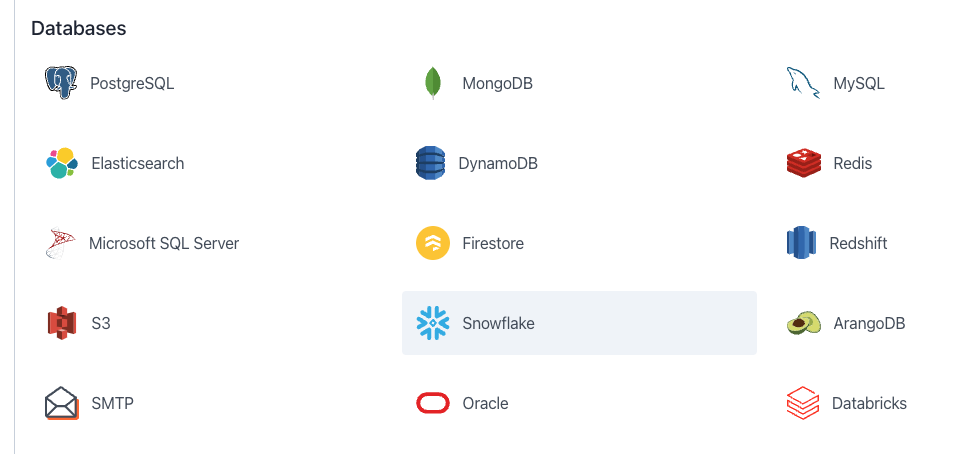 Databases
PostgreSQL
MongoDB
MySQL
Elasticsearch
DynamoDB
Redis
Microsoft SQL Server
Firestore
Redshift
S3
Snowflake
ArangoDB
SMTP
Oracle
Databricks